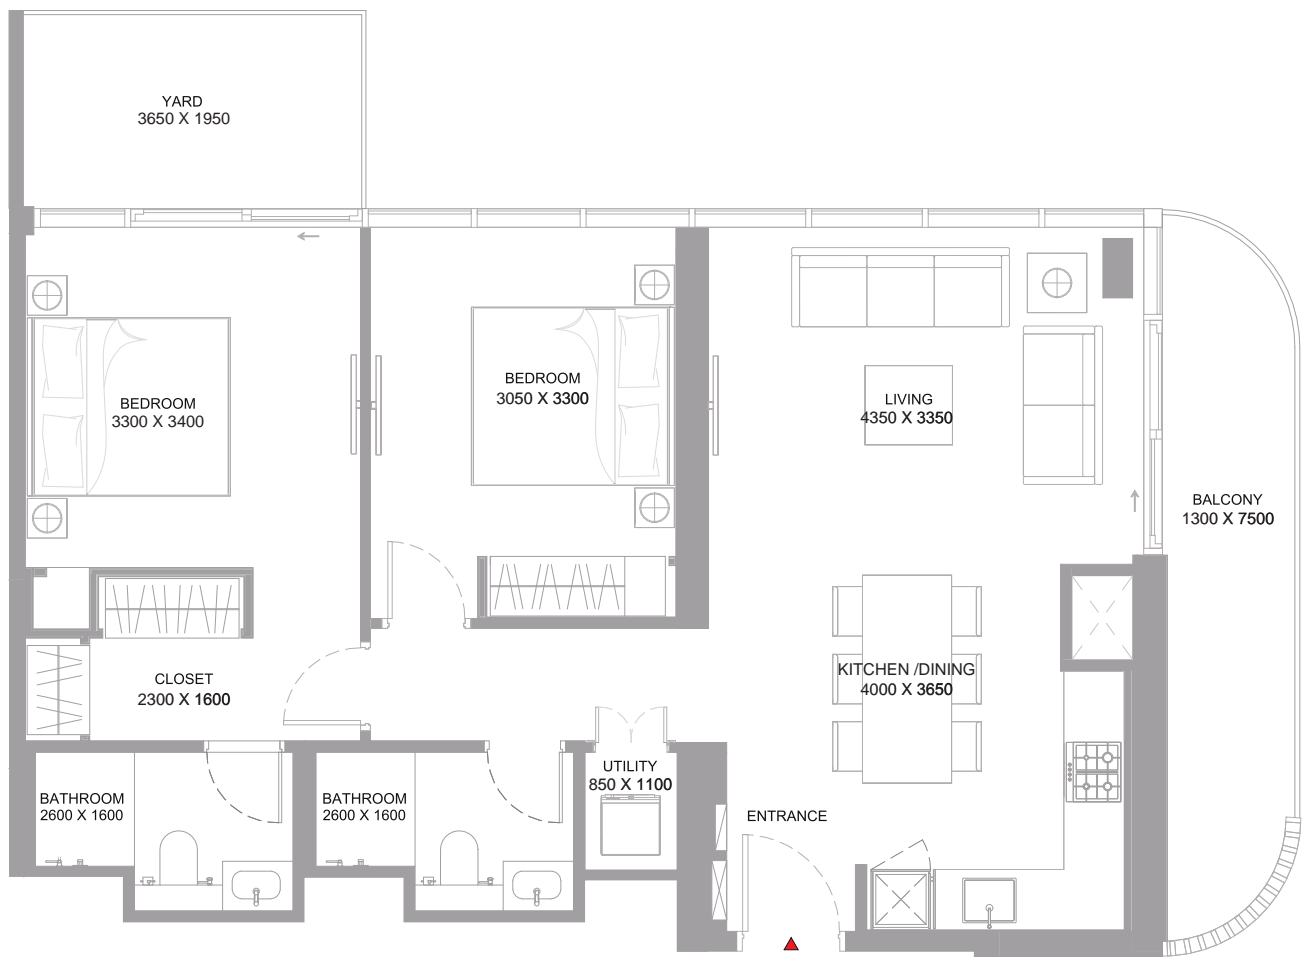 YARD
3650 X 1950
BEDROOM
3300 X 3400
BEDROOM
3050 X 3300
LIVING
4350 X 3350
BALCONY
1300 X 7500
CLOSET
2300 X 1600
KITCHEN /DINING
4000 X 3650
BATHROOM
2600 X 1600
BATHROOM
2600 X 1600
UTILITY
850 X 1100
ENTRANCE